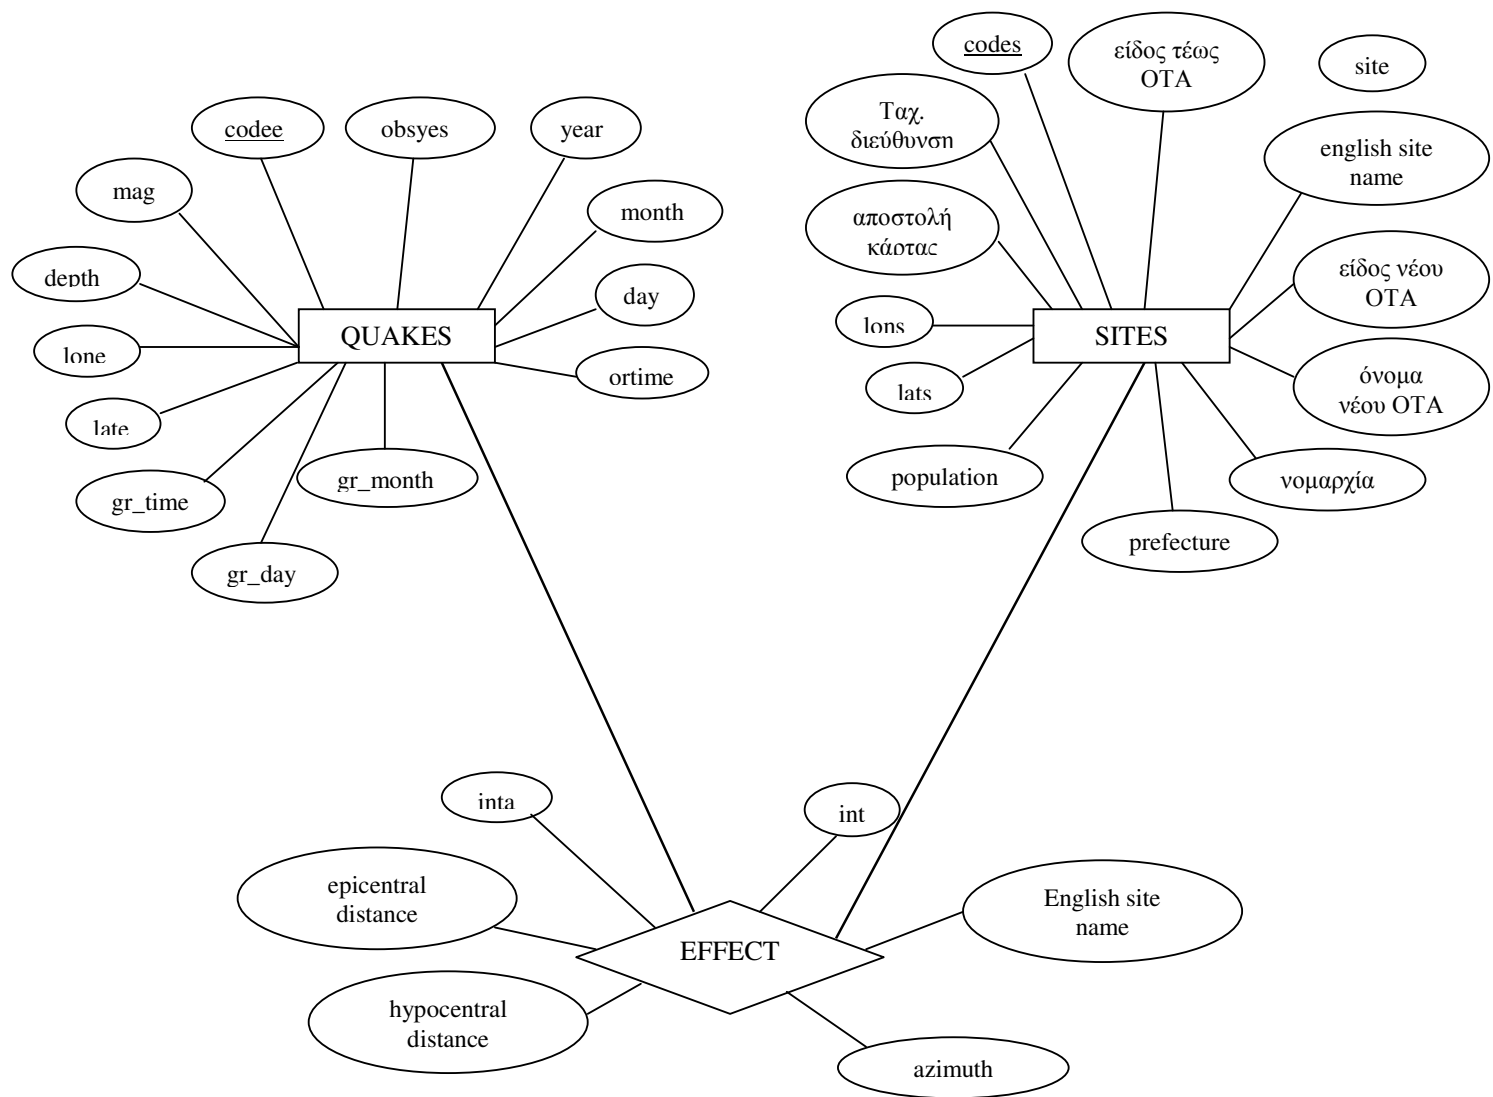 codes
είδος τέως
ΟΤΑ
site
Ταχ.
διεύθυνση
codee
obsyes
year
english site
name
mag
month
αποστολή
κάρτας
depth
day
είδος νέου
ΟΤΑ
QUAKES
lons
SITES
lone
ortime
lats
όνομα
νέου ΟΤΑ
late
gr_month
population
νομαρχία
gr_time
prefecture
gr_day
inta
int
epicentral
distance
English site
name
EFFECT
hypocentral
distance
azimuth